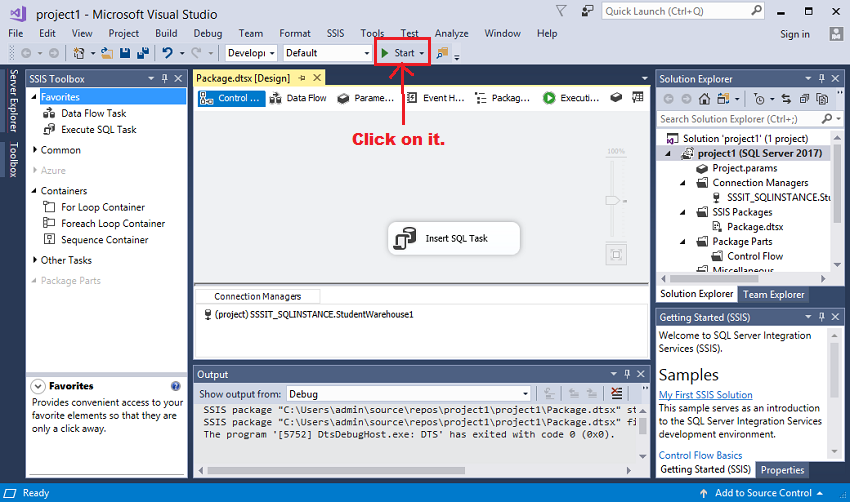 project1 - Microsoft Visual Studio
Quick Launch (Ctrl+Q)
File Edit View Project Build Debug Team Format SSIS Tools Test Analyze Window Help
Sign in
Developi Default Start
Server Explorer
Toolbox
SSIS Toolbox
Favorites
Data Flow Task
Execute SQL Task
Common
Azure
Containers
For Loop Container
Foreach Loop Container
Sequence Container
Other Tasks
Package Parts
Favorites
Provides convenient access to your
favorite elements so that they are
only a click away.
Package.dtsx [Design]
Control ... Data Flow Parame... Event H... Packag... Executi...
Click on it.
100%
Insert SQL Task
Connection Managers
(project) SSSIT_SQLINSTANCE.StudentWarehouse1
Output
Show output from: Debug
SSIS package "C:\Users\admin\source\repos\project1\project1\Package.dtsx" st
SSIS package "C:\Users\admin\source\repos\project1\project1\Package.dtsx" fi
The program '[5752] DtsDebugHost.exe: DTS' has exited with code 0 (0x0).
Solution Explorer
Search Solution Explorer (Ctrl+;)
Solution 'project1' (1 project)
project1 (SQL Server 2017)
Project.params
Connection Managers
SSSIT_SQLINSTANCE.Stu
SSIS Packages
Package.dtsx
Package Parts
Control Flow
Miscellaneous
Solution Explorer Team Explorer
Getting Started (SSIS)
Welcome to SQL Server Integration
Services (SSIS).
Samples
My First SSIS Solution
This sample serves as an introduction
to the SQL Server Integration Services
development environment.
Control Flow Basics
Getting Started (SSIS) Properties
Ready
Add to Source Control